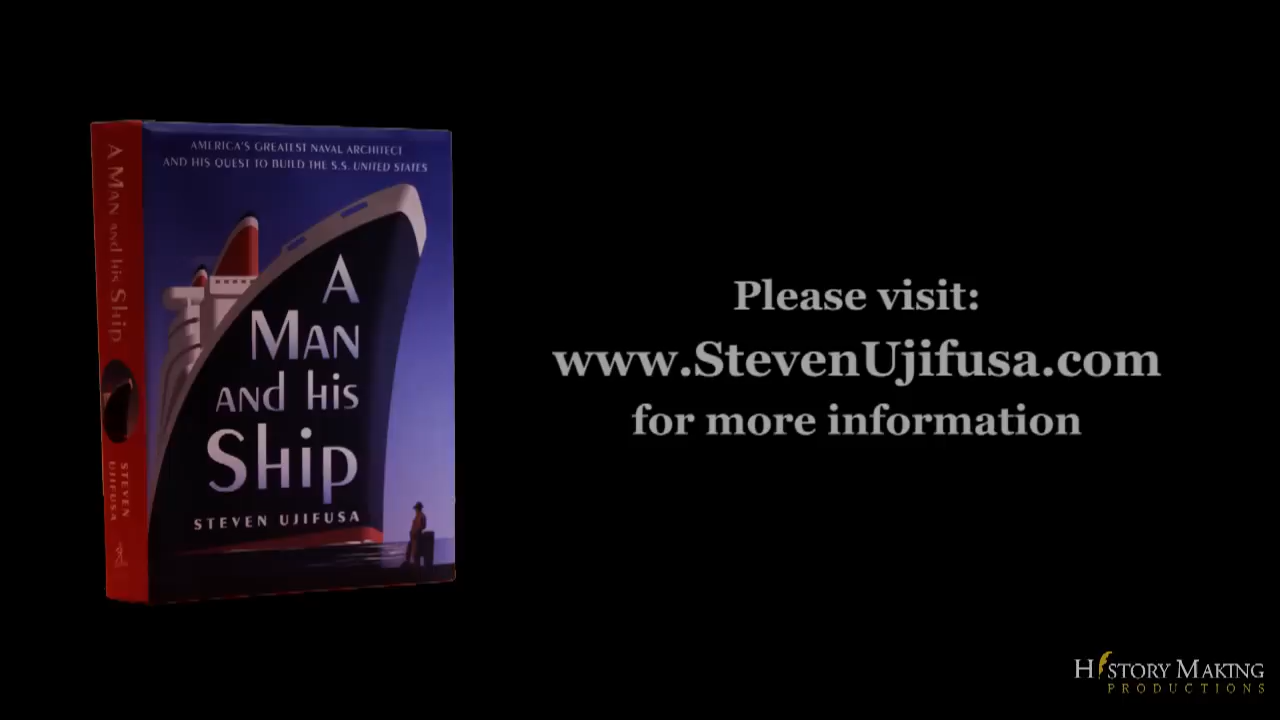 A MAN AND HIS SHIP
STEVEN
UJIFUSA
AMERICA'S GREATEST NAVAL ARCHITECT
AND HIS QUEST TO BUILD THE S.S. UNITED STATES
A
MAN
AND HIS
SHIP
STEVEN UJIFUSA
Please visit:
www.StevenUjifusa.com
for more information
HISTORY MAKING
PRODUCTIONS